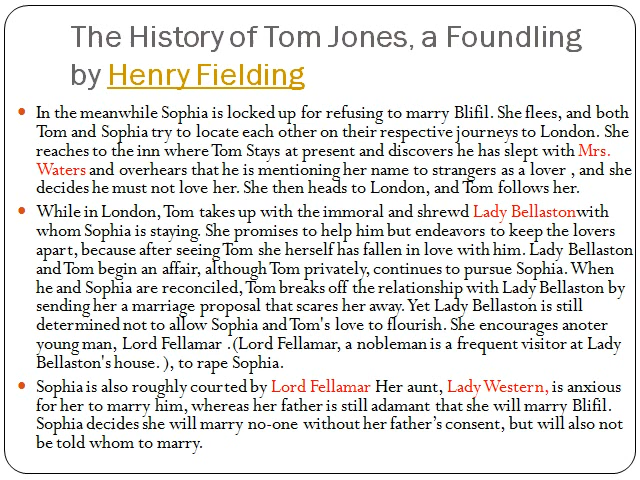 The History of Tom Jones, a Foundling
by Henry Fielding
In the meanwhile Sophia is locked up for refusing to marry Blifil. She flees, and both
Tom and Sophia try to locate each other on their respective journeys to London. She
reaches to the inn where Tom Stays at present and discovers he has slept with Mrs.
Waters and overhears that he is mentioning her name to strangers as a lover , and she
decides he must not love her. She then heads to London, and Tom follows her.
While in London, Tom takes up with the immoral and shrewd Lady Bellastonwith
whom Sophia is staying. She promises to help him but endeavors to keep the lovers
apart, because after seeing Tom she herself has fallen in love with him. Lady Bellaston
and Tom begin an affair, although Tom privately, continues to pursue Sophia. When
he and Sophia are reconciled, Tom breaks off the relationship with Lady Bellaston by
sending her a marriage proposal that scares her away. Yet Lady Bellaston is still
determined not to allow Sophia and Tom's love to flourish. She encourages anoter
young man, Lord Fellamar .(Lord Fellamar, a nobleman is a frequent visitor at Lady
Bellaston's house. ), to rape Sophia.
Sophia is also roughly courted by Lord Fellamar Her aunt, Lady Western, is anxious
for her to marry him, whereas her father is still adamant that she will marry Blifil.
Sophia decides she will marry no-one without her father’s consent, but will also not
be told whom to marry.